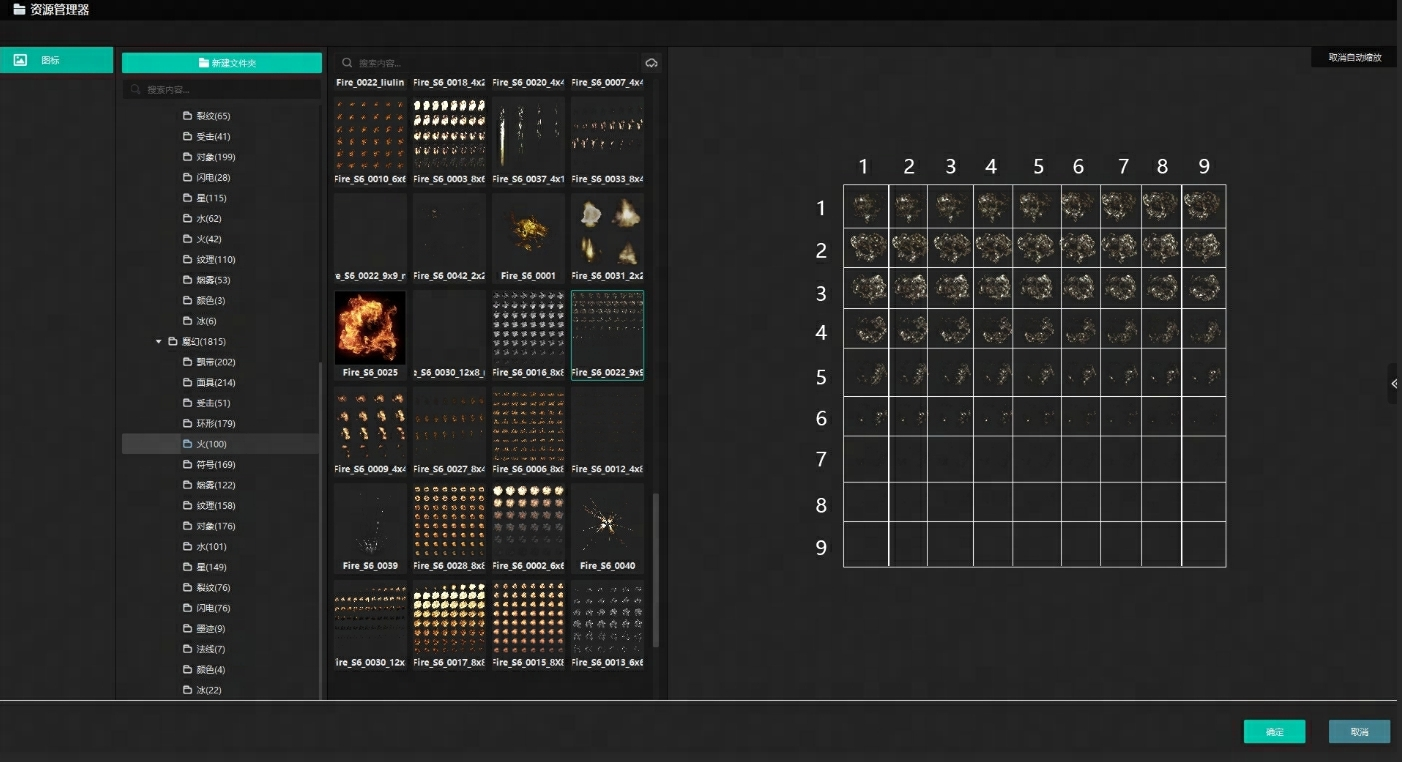 资源管理器
图标
新建文件夹
搜索内容...
裂纹(65)
受击(41)
对象(199)
闪电(28)
星(115)
水(62)
火(42)
纹理(110)
烟雾(53)
颜色(3)
冰(6)
魔幻(1815)
飘带(202)
面具(214)
受击(51)
环形(179)
火(100)
符号(169)
烟雾(122)
纹理(158)
对象(176)
水(101)
星(149)
裂纹(76)
闪电(76)
墨迹(9)
法线(7)
颜色(4)
冰(22)
搜索内容...
Fire_0022_liulin Fire_S6_0018_4x2 Fire_S6_0020_4x4 Fire_S6_0007_4x4
Fire_S6_0010_6x6 Fire_S6_0003_8x6 Fire_S6_0037_4x1 Fire_S6_0033_8x4
e_S6_0022_9x9_r Fire_S6_0042_2x2 Fire_S6_0001 Fire_S6_0031_2x2
Fire_S6_0025 e_S6_0030_12x8_ Fire_S6_0016_8x8 Fire_S6_0022_9x9
Fire_S6_0009_4x4 Fire_S6_0027_8x4 Fire_S6_0006_8x8 Fire_S6_0012_4x8
Fire_S6_0039 Fire_S6_0028_8x8 Fire_S6_0002_6x6 Fire_S6_0040
ire_S6_0030_12x Fire_S6_0017_8x8 Fire_S6_0015_8X8 Fire_S6_0013_6x6
取消自动缩放
1 2 3 4 5 6 7 8 9
1
2
3
4
5
6
7
8
9
确定
取消